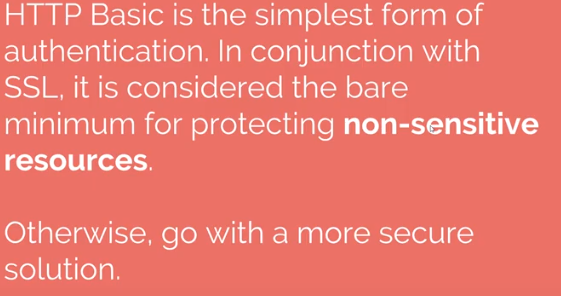 HTTP Basic is the simplest form of
authentication. In conjunction with
SSL, it is considered the bare
minimum for protecting non-sensitive
resources.
Otherwise, go with a more secure
solution.